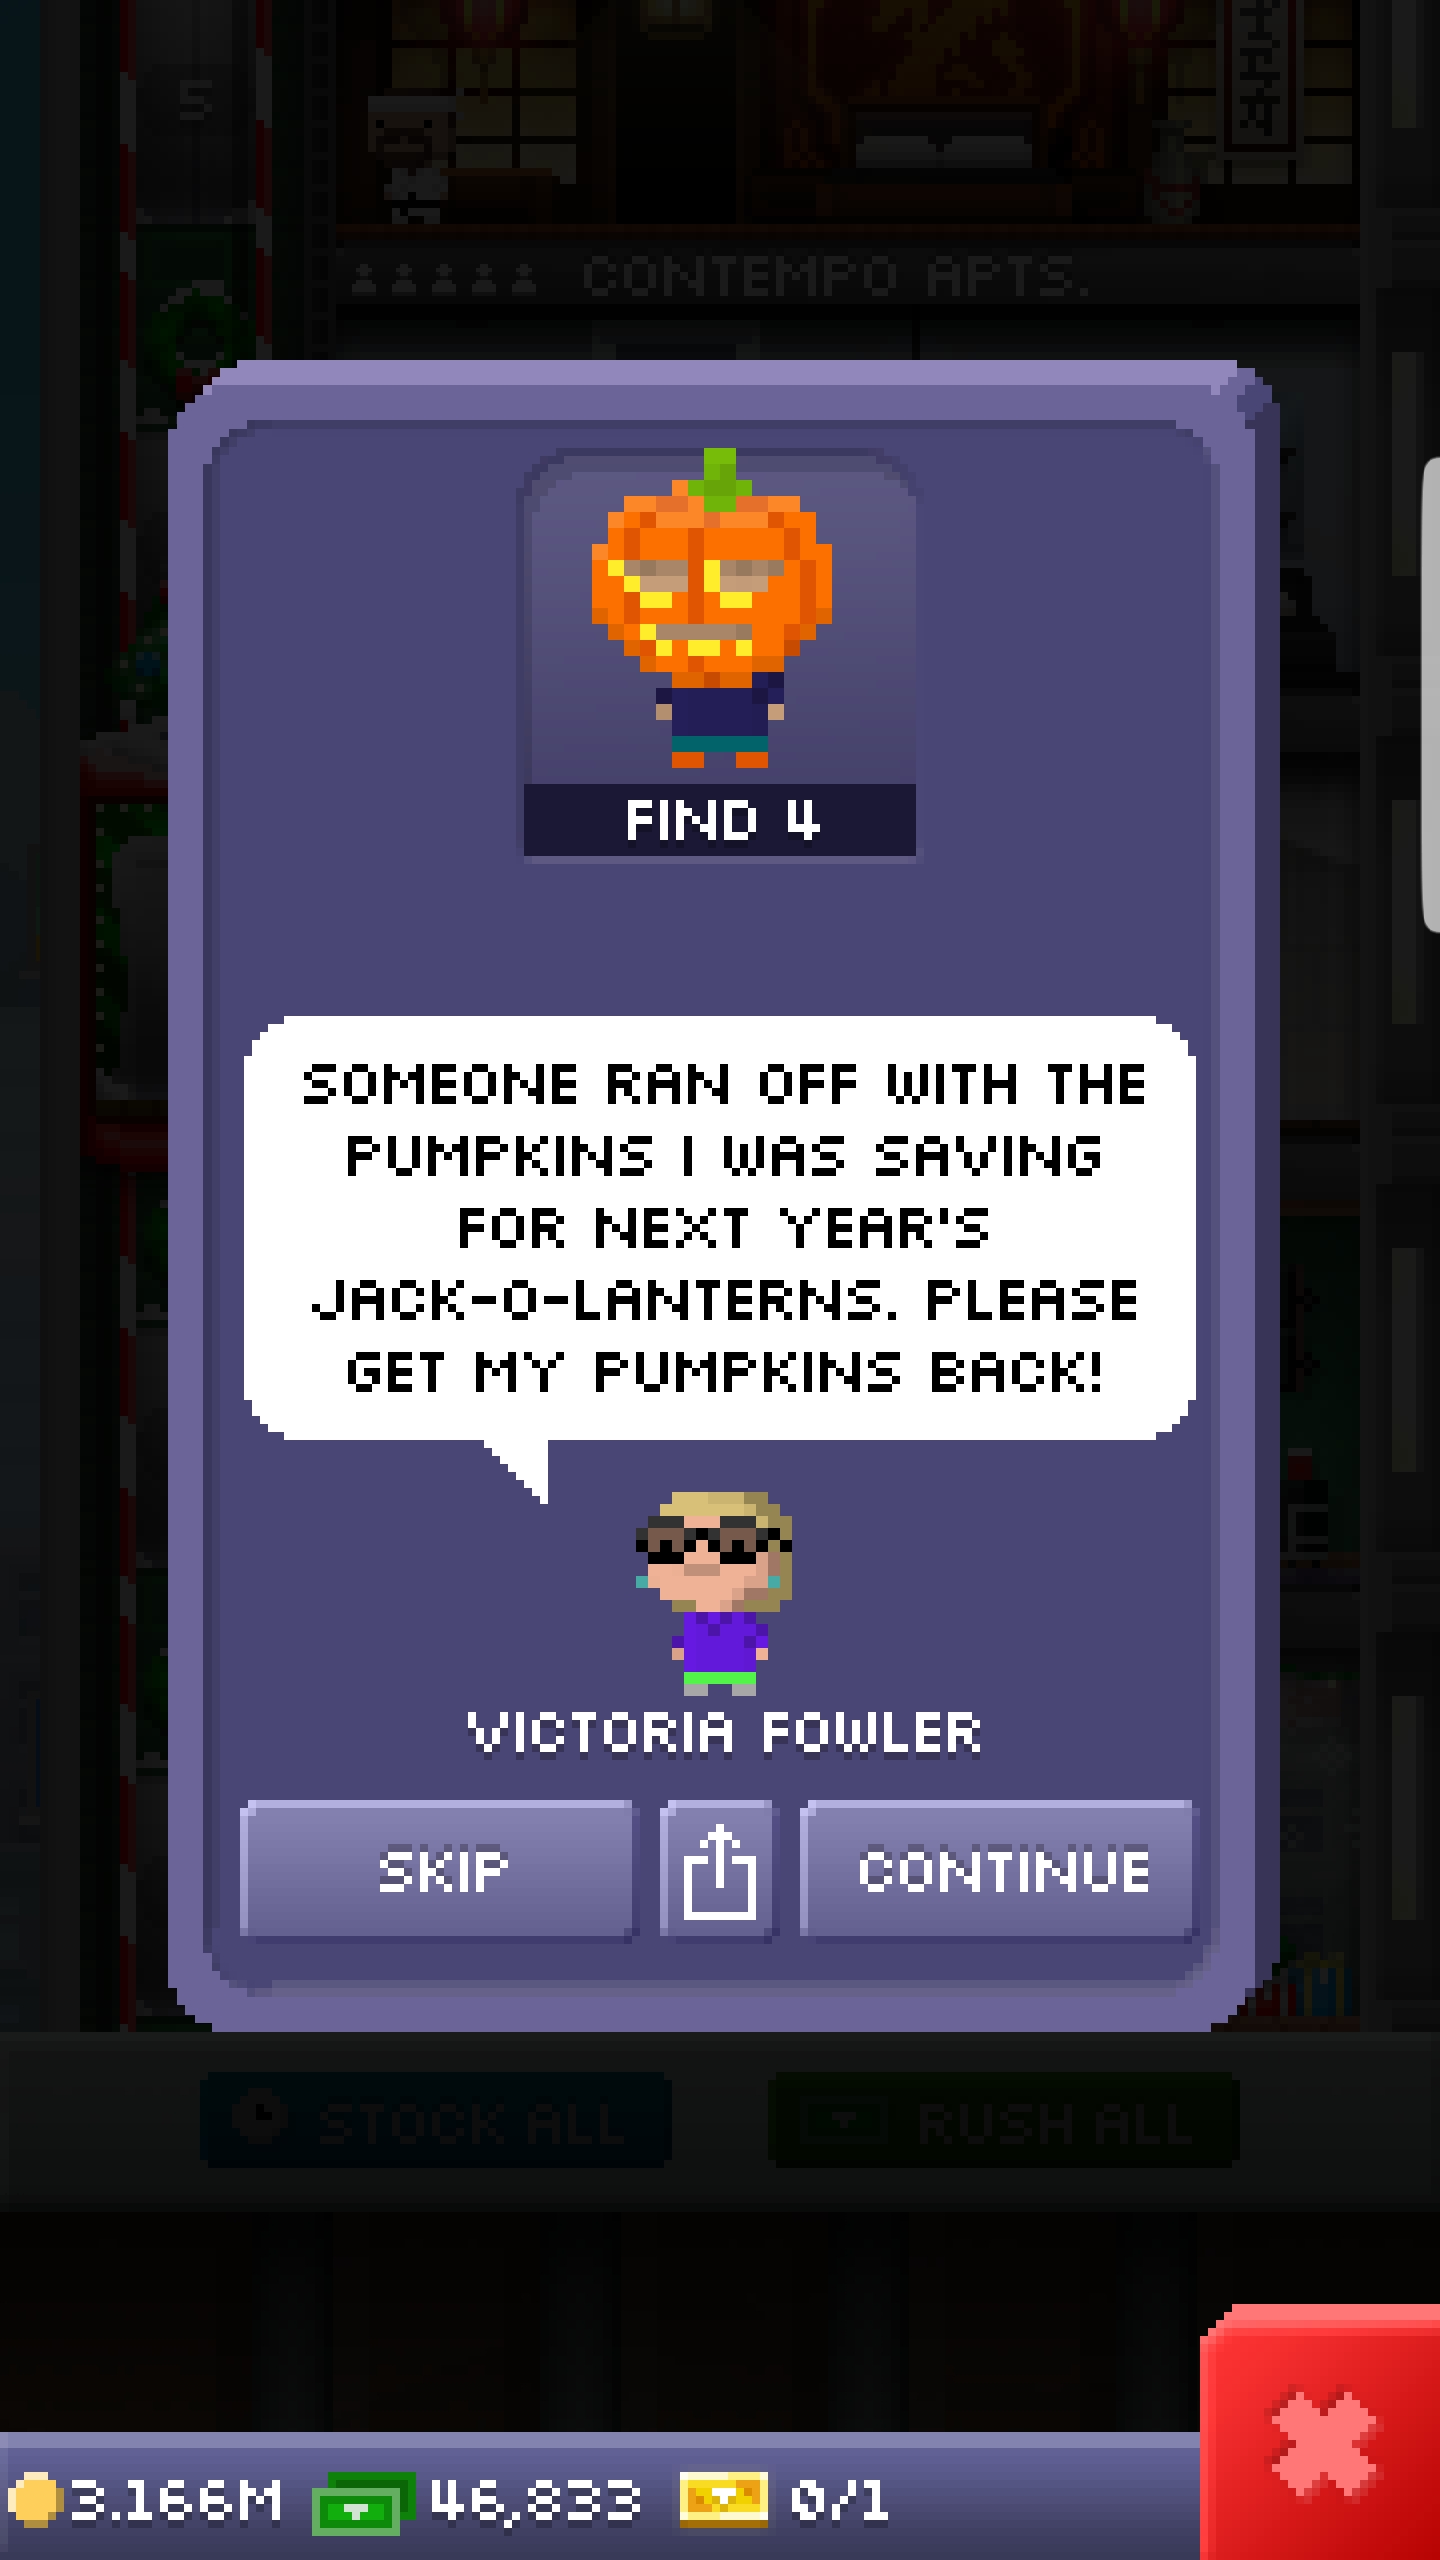 5
CONTEMPO APTS.
FIND 4
SOMEONE RAN OFF WITH THE
PUMPKINS I WAS SAVING
FOR NEXT YEAR'S
JACK-O-LANTERNS. PLEASE
GET MY PUMPKINS BACK!
VICTORIA FOWLER
SKIP
CONTINUE
STOCK ALL
RUSH ALL
3.166M
46,833
0/1